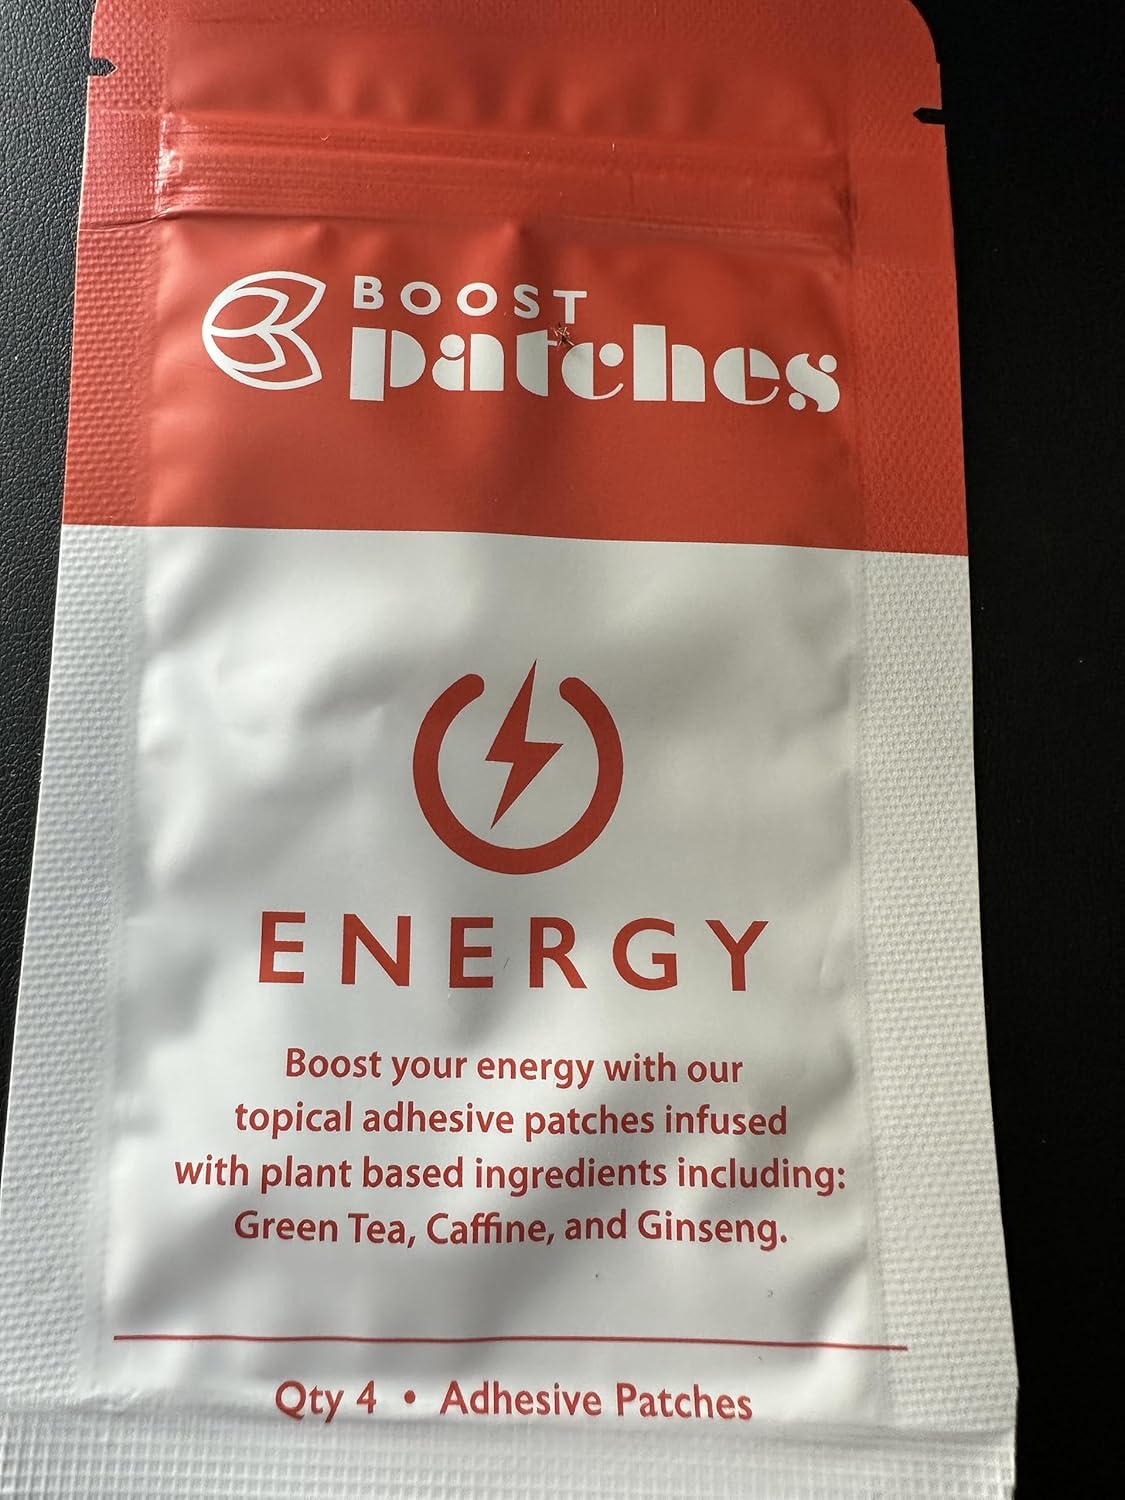 BOOST
patches
ENERGY
Boost your energy with our
topical adhesive patches infused
with plant based ingredients including:
Green Tea, Caffine, and Ginseng.
Qty 4 • Adhesive Patches